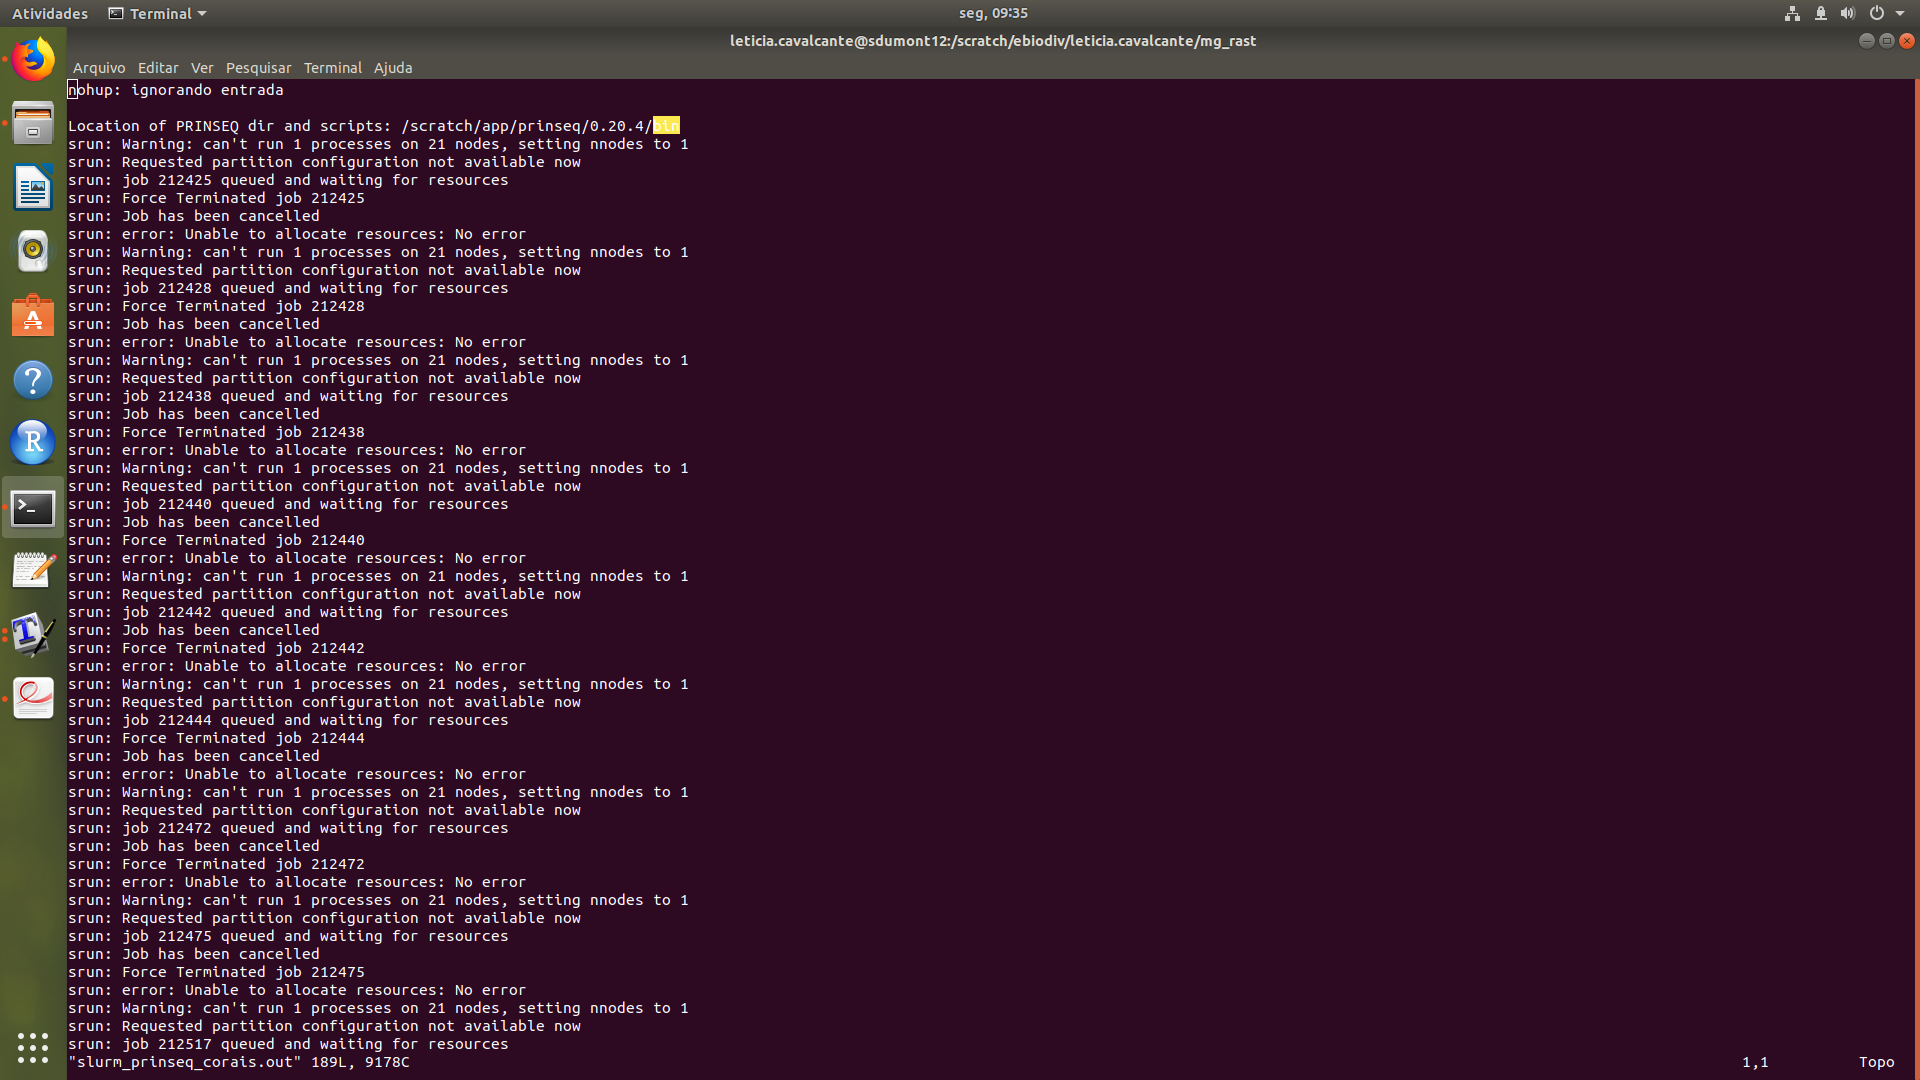 Atividades Terminal seg, 09:35
leticia.cavalcante@sdumont12:/scratch/ebiodiv/leticia.cavalcante/mg_rast
Arquivo Editar Ver Pesquisar Terminal Ajuda
nohup: ignorando entrada
Location of PRINSEQ dir and scripts: /scratch/app/prinseq/0.20.4/bin
srun: Warning: can't run 1 processes on 21 nodes, setting nnodes to 1
srun: Requested partition configuration not available now
srun: job 212425 queued and waiting for resources
srun: Force Terminated job 212425
srun: Job has been cancelled
srun: error: Unable to allocate resources: No error
srun: Warning: can't run 1 processes on 21 nodes, setting nnodes to 1
srun: Requested partition configuration not available now
srun: job 212428 queued and waiting for resources
srun: Force Terminated job 212428
srun: Job has been cancelled
srun: error: Unable to allocate resources: No error
srun: Warning: can't run 1 processes on 21 nodes, setting nnodes to 1
srun: Requested partition configuration not available now
srun: job 212438 queued and waiting for resources
srun: Job has been cancelled
srun: Force Terminated job 212438
srun: error: Unable to allocate resources: No error
srun: Warning: can't run 1 processes on 21 nodes, setting nnodes to 1
srun: Requested partition configuration not available now
srun: job 212440 queued and waiting for resources
srun: Job has been cancelled
srun: Force Terminated job 212440
srun: error: Unable to allocate resources: No error
srun: Warning: can't run 1 processes on 21 nodes, setting nnodes to 1
srun: Requested partition configuration not available now
srun: job 212442 queued and waiting for resources
srun: Job has been cancelled
srun: Force Terminated job 212442
srun: error: Unable to allocate resources: No error
srun: Warning: can't run 1 processes on 21 nodes, setting nnodes to 1
srun: Requested partition configuration not available now
srun: job 212444 queued and waiting for resources
srun: Force Terminated job 212444
srun: Job has been cancelled
srun: error: Unable to allocate resources: No error
srun: Warning: can't run 1 processes on 21 nodes, setting nnodes to 1
srun: Requested partition configuration not available now
srun: job 212472 queued and waiting for resources
srun: Job has been cancelled
srun: Force Terminated job 212472
srun: error: Unable to allocate resources: No error
srun: Warning: can't run 1 processes on 21 nodes, setting nnodes to 1
srun: Requested partition configuration not available now
srun: job 212475 queued and waiting for resources
srun: Job has been cancelled
srun: Force Terminated job 212475
srun: error: Unable to allocate resources: No error
srun: Warning: can't run 1 processes on 21 nodes, setting nnodes to 1
srun: Requested partition configuration not available now
srun: job 212517 queued and waiting for resources
"slurm_prinseq_corais.out" 189L, 9178C 1,1 Topo